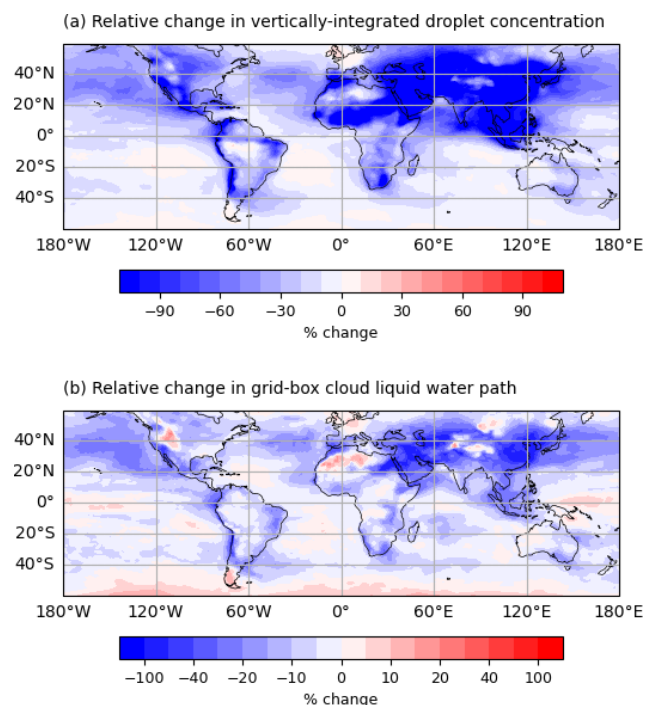 (a) Relative change in vertically-integrated droplet concentration
40°N
20°N
0°
20°S
40°S
180°W 120°W 60°W 0° 60°E 120°E 180°E
−90 −60 −30 0 30 60 90
% change
(b) Relative change in grid-box cloud liquid water path
40°N
20°N
0°
20°S
40°S
180°W 120°W 60°W 0° 60°E 120°E 180°E
−100 −40 −20 −10 0 10 20 40 100
% change